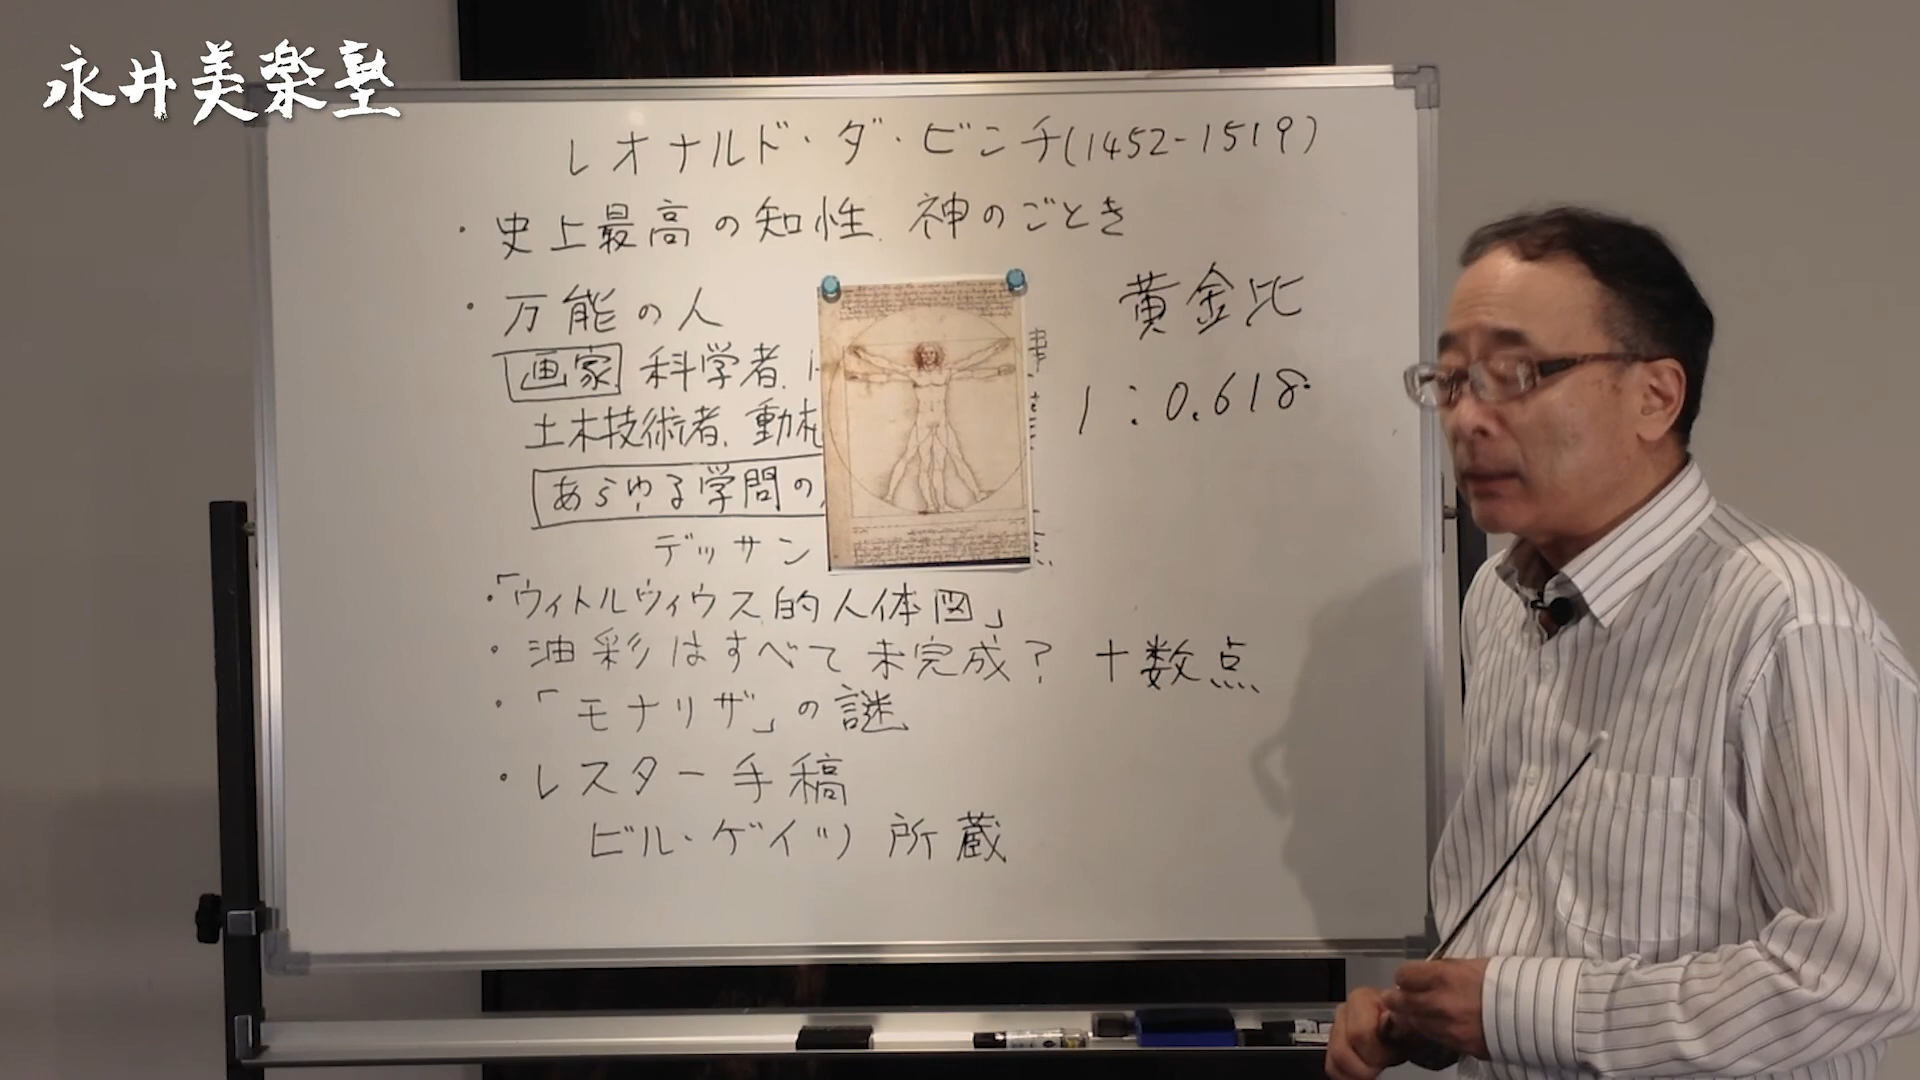 永井美楽塾
レオナルド・ダ・ビンチ(1452-1519)
・史上最高の知性、神のごとき
・万能の人
画家 科学者、
土木技術者、動
あらゆる学問の
デッサン
・「ウィトルウィウス的人体図」
・油彩はすべて未完成? 十数点
・「モナリザ」の謎
・レスター手稿
ビル・ゲイツ 所蔵
黄金比
1:0.618